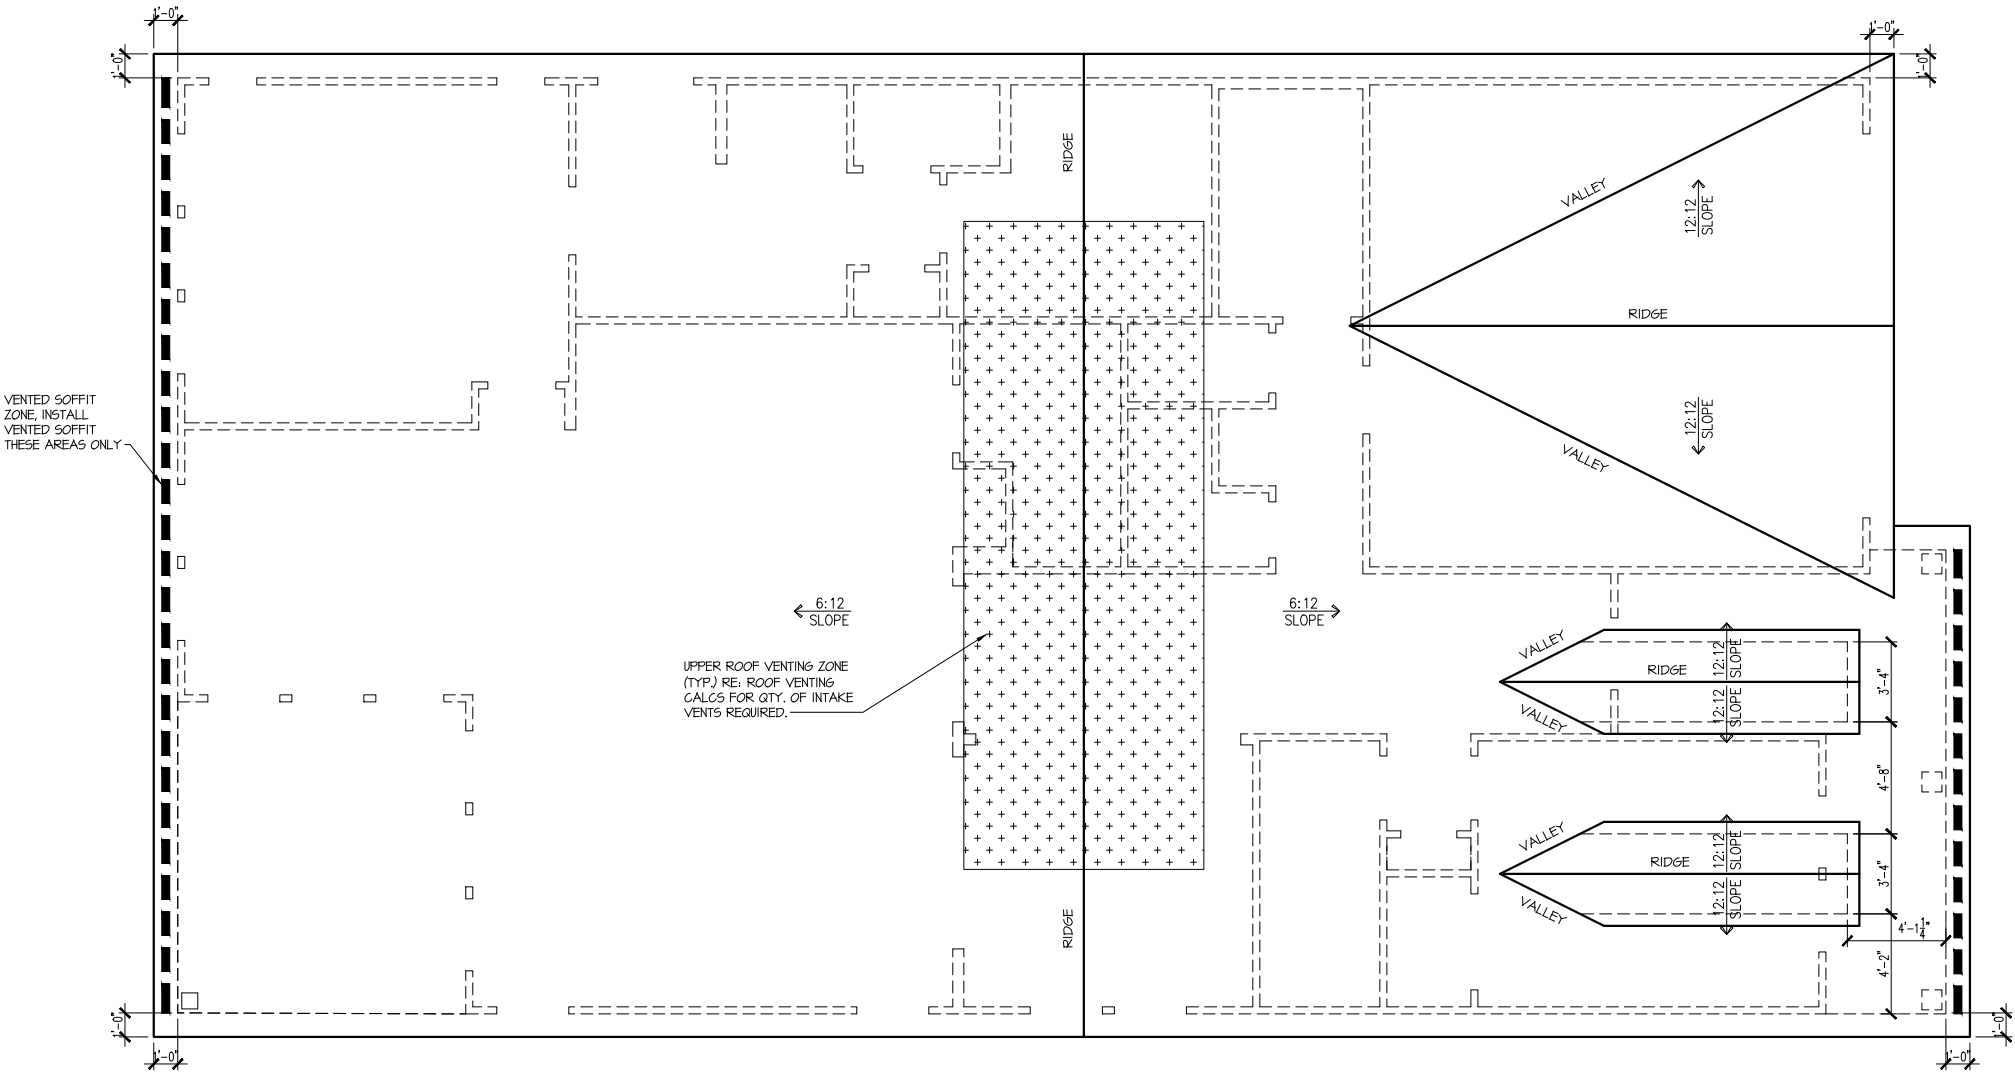 1'-0"
1'-0"
1'-0"
1'-0"
RIDGE
VALLEY
12:12
SLOPE
RIDGE
12:12
SLOPE
VALLEY
VENTED SOFFIT
ZONE, INSTALL
VENTED SOFFIT
THESE AREAS ONLY
6:12
SLOPE
6:12
SLOPE
UPPER ROOF VENTING ZONE
(TYP.) RE: ROOF VENTING
CALCS FOR QTY. OF INTAKE
VENTS REQUIRED.
VALLEY
12:12
SLOPE
RIDGE
12:12
SLOPE
VALLEY
3'-4"
4'-8"
VALLEY
12:12
SLOPE
RIDGE
12:12
SLOPE
VALLEY
3'-4"
4'-1 1/4"
4'-2"
RIDGE
1'-0"
1'-0"
1'-0"
1'-0"